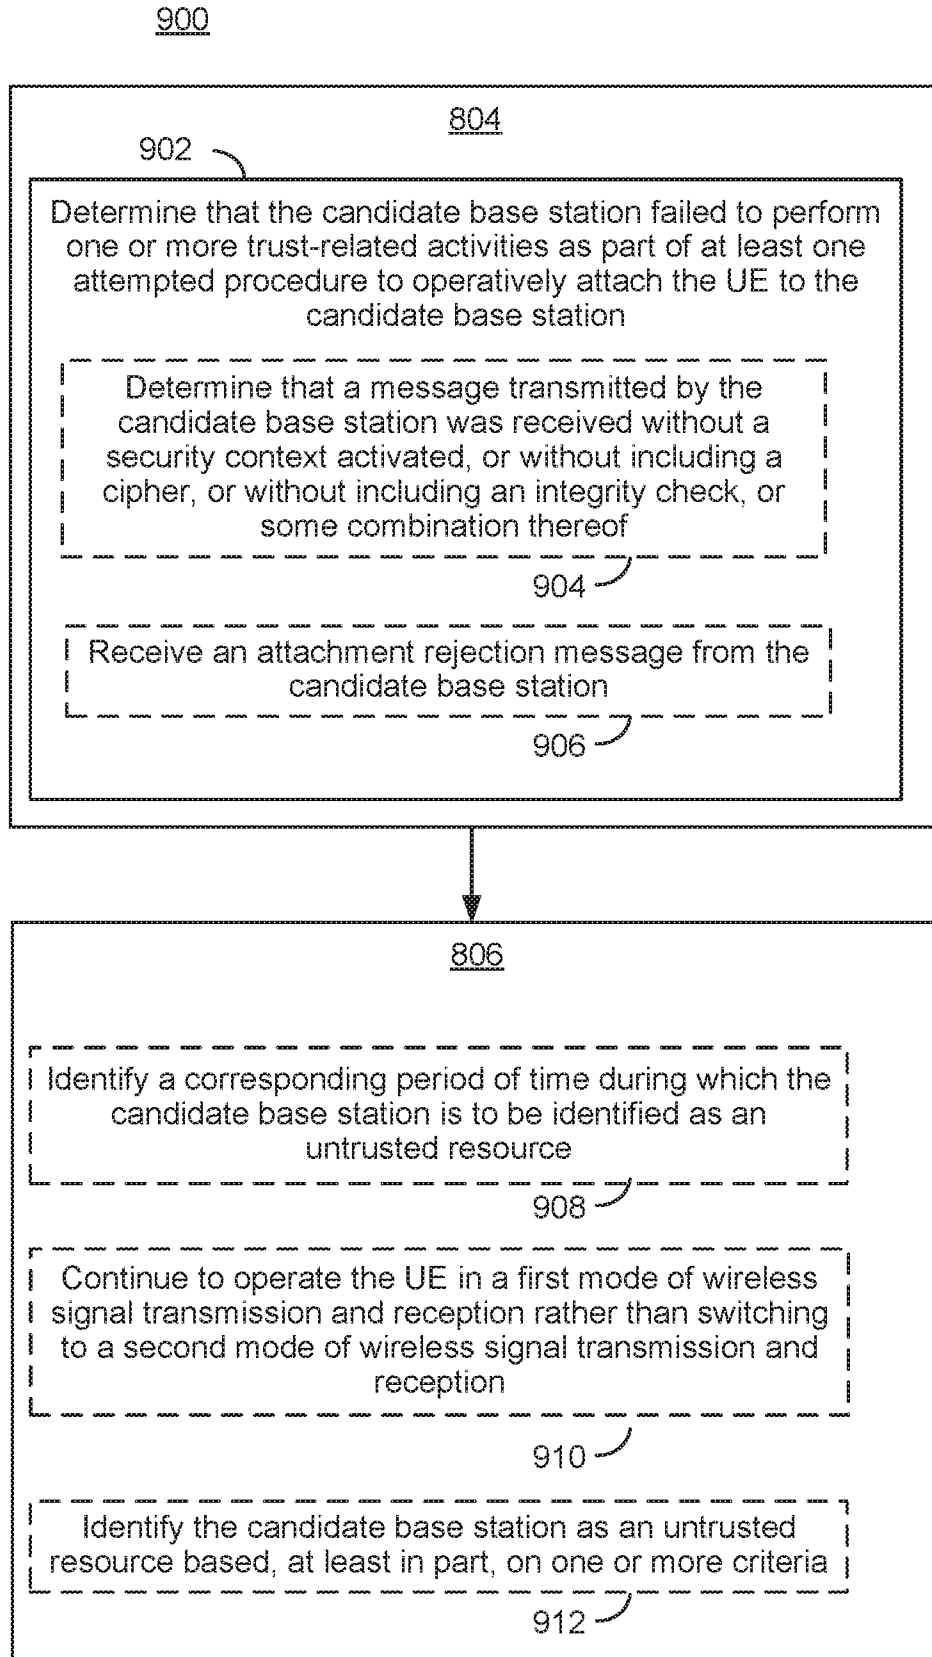 900
804
902
Determine that the candidate base station failed to perform
one or more trust-related activities as part of at least one
attempted procedure to operatively attach the UE to the
candidate base station
Determine that a message transmitted by the
candidate base station was received without a
security context activated, or without including a
cipher, or without including an integrity check, or
some combination thereof
904
Receive an attachment rejection message from the
candidate base station
906
806
Identify a corresponding period of time during which the
candidate base station is to be identified as an
untrusted resource
908
Continue to operate the UE in a first mode of wireless
signal transmission and reception rather than switching
to a second mode of wireless signal transmission and
reception
910
Identify the candidate base station as an untrusted
resource based, at least in part, on one or more criteria
912